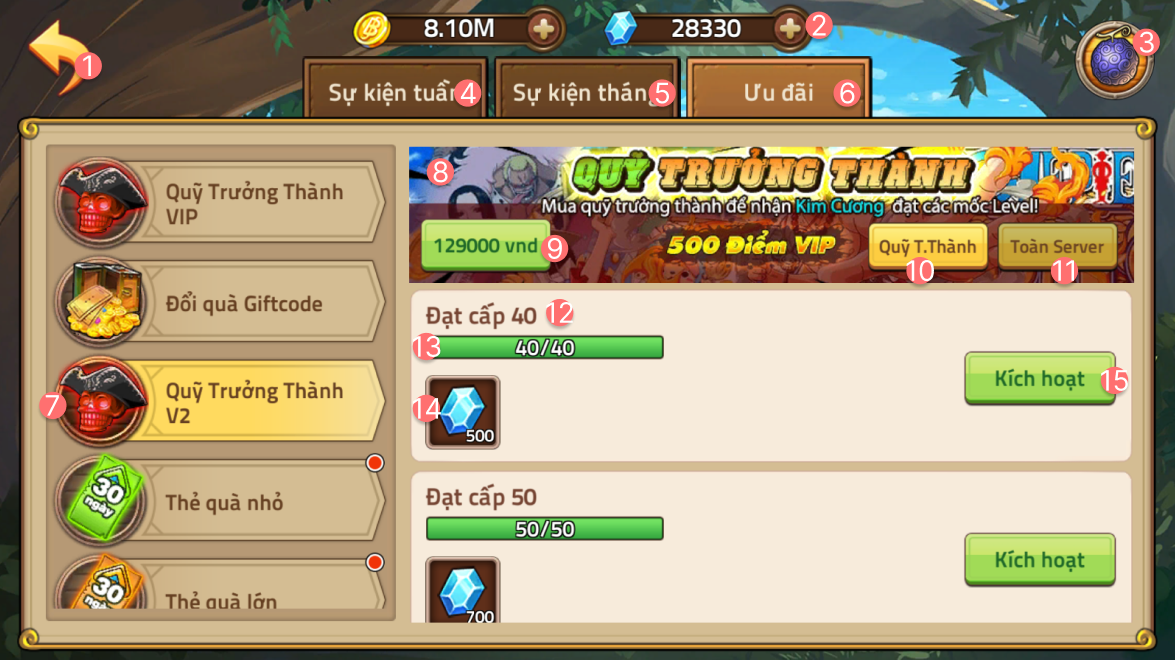 8.10M
28330
2
1
3
Sự kiện tuần 4
Sự kiện tháng 5
Ưu đãi 6
Quỹ Trưởng Thành
VIP
Đổi quà Giftcode
7
Quỹ Trưởng Thành
V2
30
ngày
Thẻ quà nhỏ
30
ngày
Thẻ quà lớn
8
QUỸ TRƯỞNG THÀNH
Mua quỹ trưởng thành để nhận Kim Cương đạt các mốc Level!
129000 vnd 9
500 Điểm VIP
Quỹ T.Thành
10
Toàn Server
11
Đạt cấp 40 12
13
40/40
14
500
Kích hoạt 15
Đạt cấp 50
50/50
700
Kích hoạt